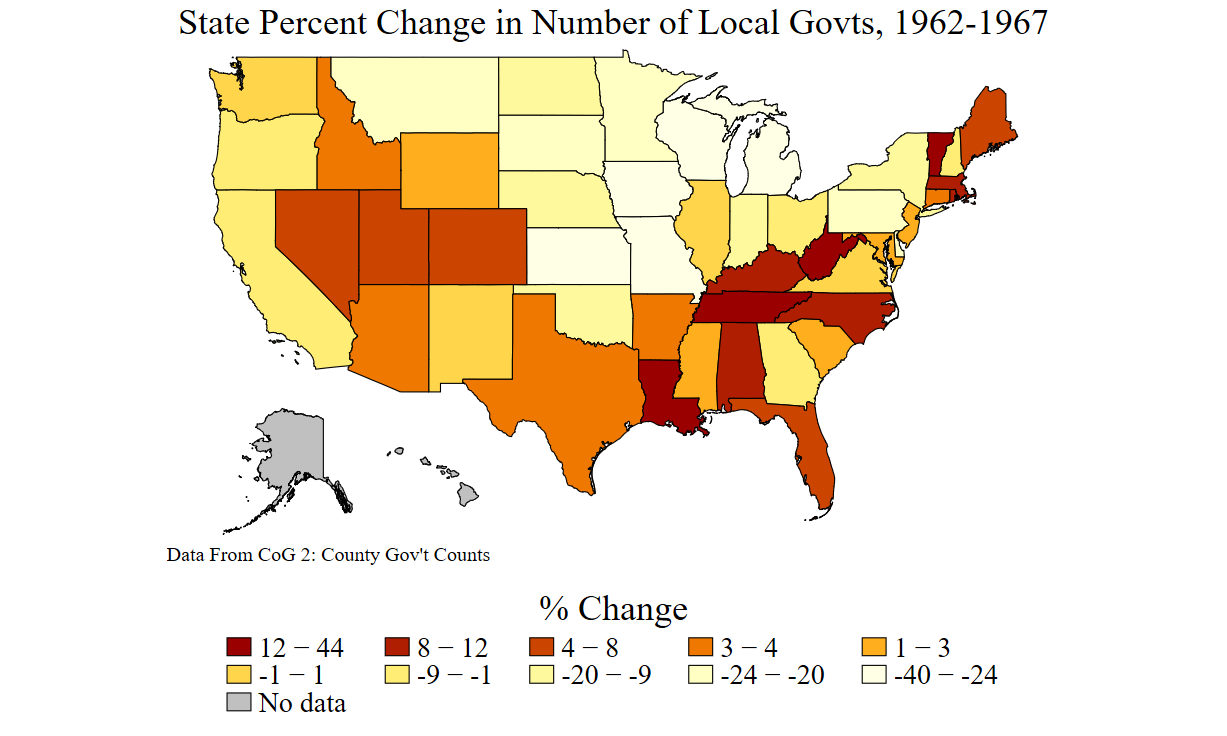 State Percent Change in Number of Local Govts, 1962-1967
Data From CoG 2: County Gov't Counts
% Change
12 − 44 8 − 12 4 − 8 3 − 4 1 − 3
-1 − 1 -9 − -1 -20 − -9 -24 − -20 -40 − -24
No data